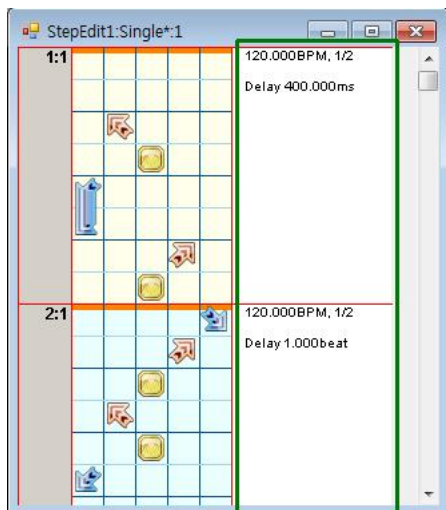 StepEdit1:Single*:1
1:1
120.000BPM, 1/2
Delay 400.000ms
2:1
120.000BPM, 1/2
Delay 1.000beat